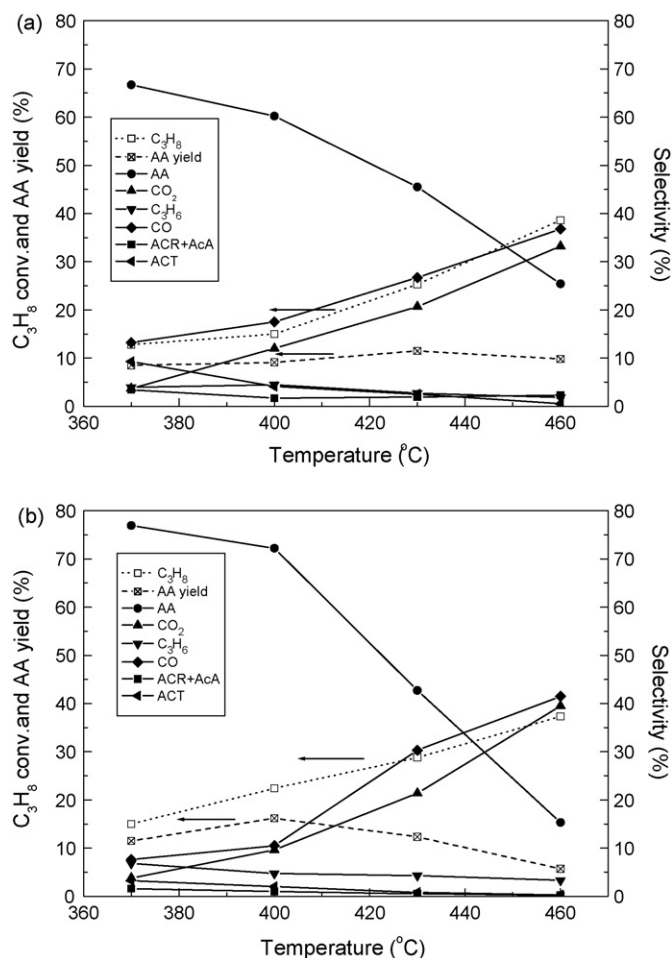 (a)
80
70
60
50
40
30
20
10
0
C₃H₈ conv.and AA yield (%)
C₃H₈
AA yield
AA
CO₂
C₃H₆
CO
ACR+AcA
ACT
80
70
60
50
40
30
20
10
0
Selectivity (%)
360 380 400 420 440 460 480
Temperature (°C)
(b)
80
70
60
50
40
30
20
10
0
C₃H₈ conv.and AA yield (%)
C₃H₈
AA yield
AA
CO₂
C₃H₆
CO
ACR+AcA
ACT
80
70
60
50
40
30
20
10
0
Selectivity (%)
360 380 400 420 440 460 480
Temperature (°C)